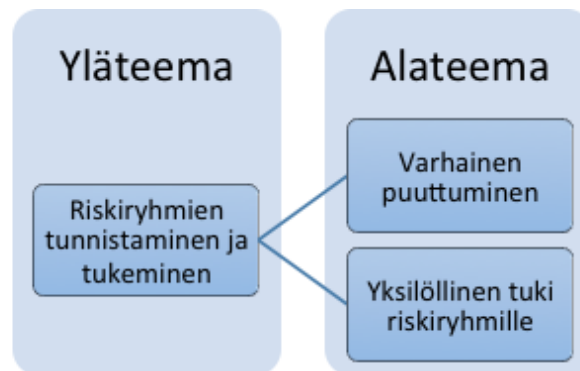 Yläteema
Riskiryhmien
tunnistaminen ja
tukeminen
Alateema
Varhainen
puuttuminen
Yksilöllinen tuki
riskiryhmille